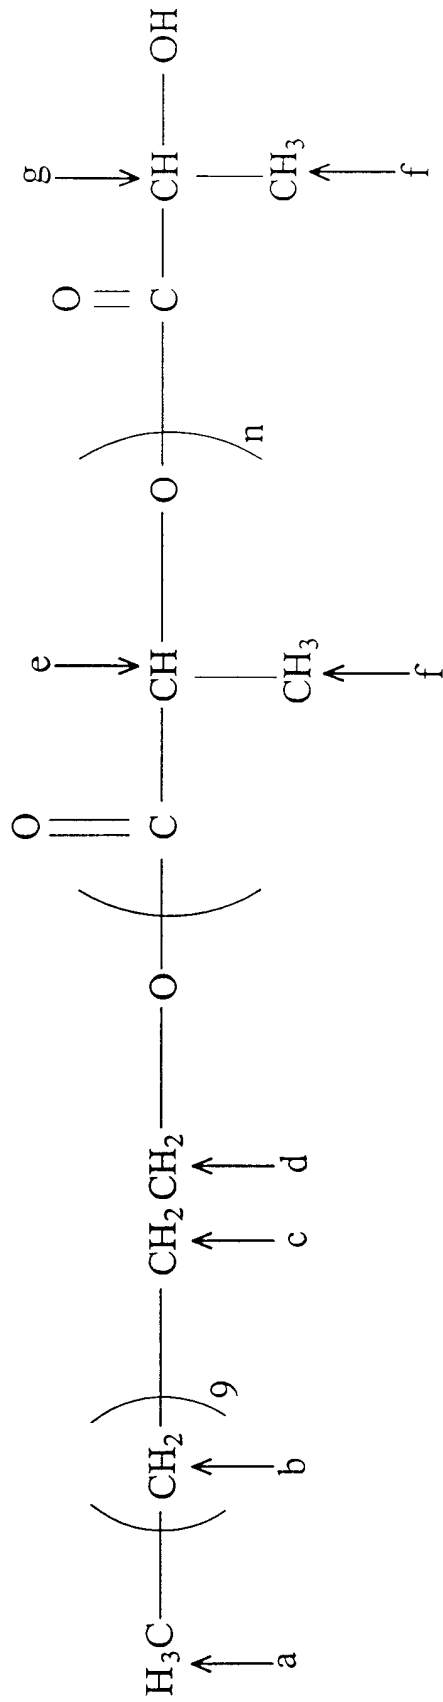 O O
H₃C (CH₂)₉ CH₂CH₂ O (C CH O)ₙ C CH OH
CH₃ CH₃
a b c d e f g f